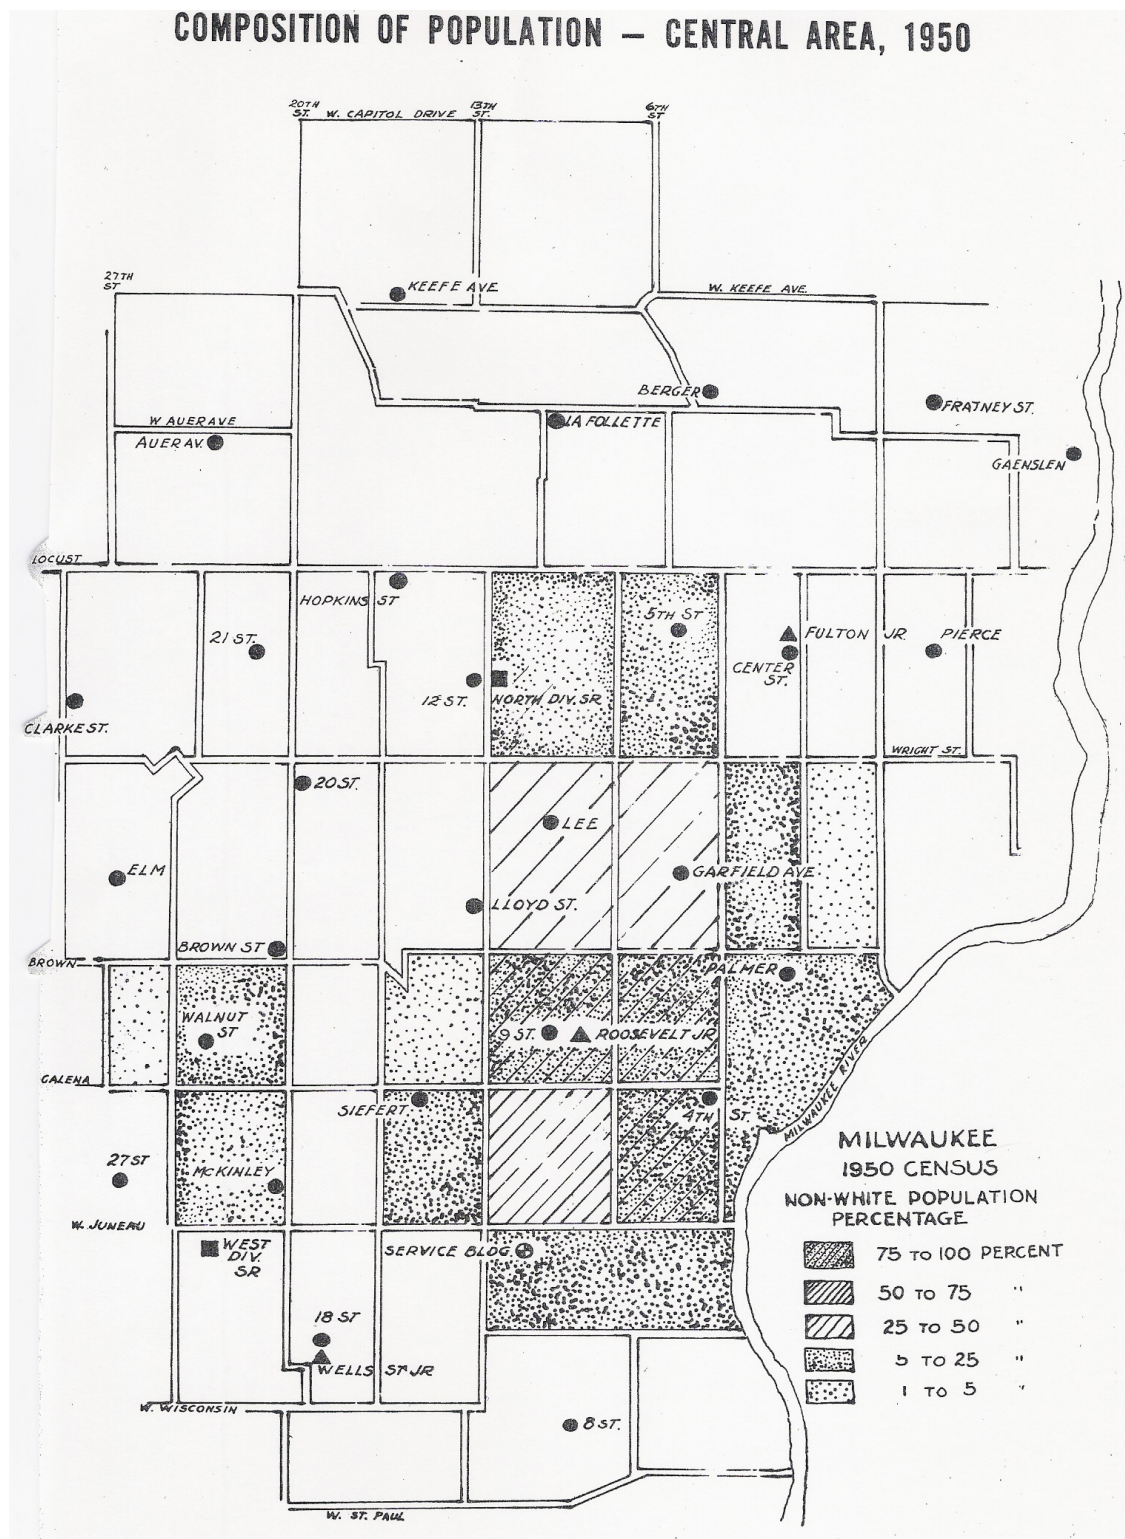 COMPOSITION OF POPULATION – CENTRAL AREA, 1950
20TH
ST.
W. CAPITOL DRIVE
13TH
ST.
6TH
ST
27TH
ST
KEEFE AVE.
W. KEEFE AVE.
BERGER
FRATNEY ST.
W AUER AVE
LA FOLLETTE
AUER AV.
GAENSLEN
LOCUST
HOPKINS ST
5TH ST
21 ST.
FULTON JR.
PIERCE
CENTER
ST.
12 ST.
NORTH DIV. SR
CLARKE ST.
WRIGHT ST.
20 ST.
LEE
ELM
GARFIELD AVE
LLOYD ST.
BROWN ST
BROWN
PALMER
WALNUT
ST
9 ST.
ROOSEVELT JR
GALENA
SIEFERT
4TH ST.
MILWAUKEE RIVER
27 ST
McKINLEY
W. JUNEAU
WEST
DIV.
SR
SERVICE BLDG.
18 ST
WELLS ST JR
W. WISCONSIN
8 ST.
W. ST. PAUL
MILWAUKEE
1950 CENSUS
NON-WHITE POPULATION
PERCENTAGE
75 TO 100 PERCENT
50 TO 75 "
25 TO 50 "
5 TO 25 "
1 TO 5 "